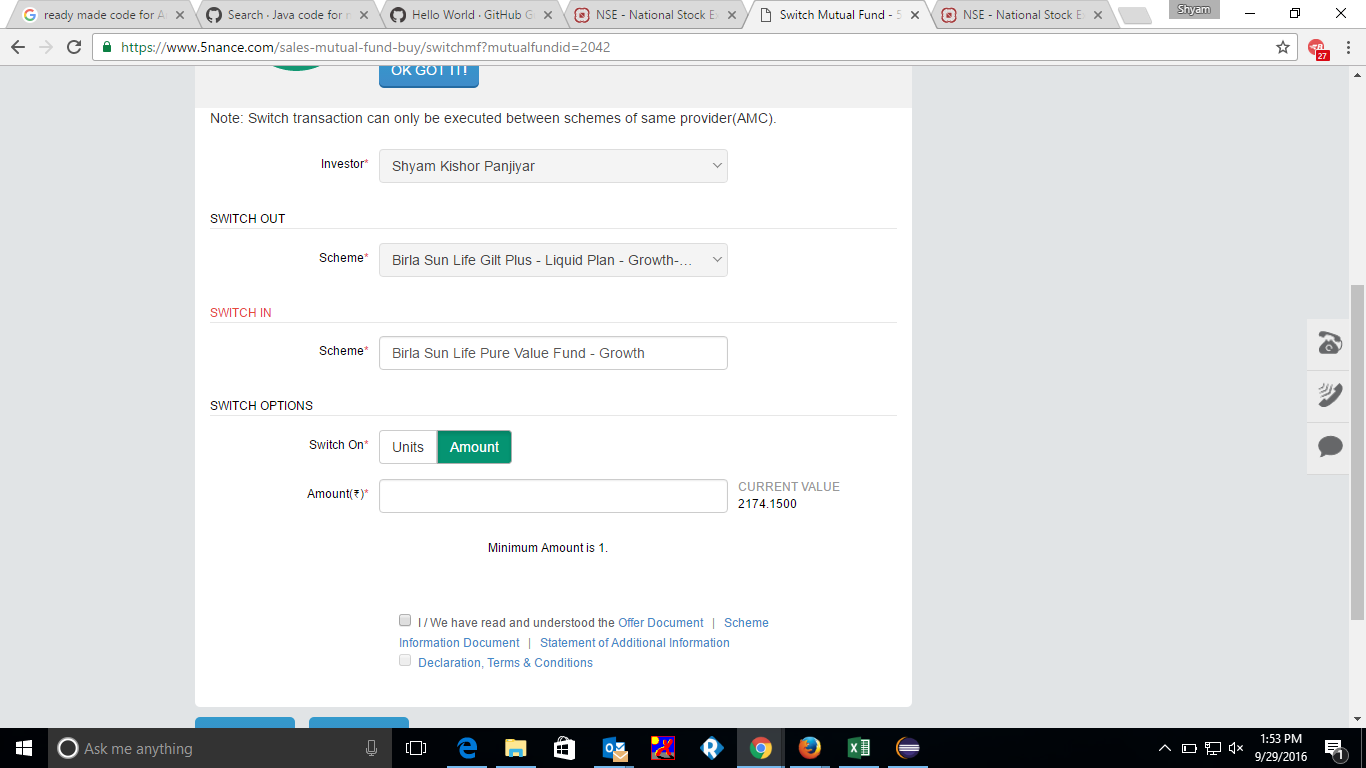 ready made code for A
Search · Java code for n
Hello World · GitHub G
NSE - National Stock E
Switch Mutual Fund - 5
NSE - National Stock E
Shyam
https://www.5nance.com/sales-mutual-fund-buy/switchmf?mutualfundid=2042
27
OK GOT IT!
Note: Switch transaction can only be executed between schemes of same provider(AMC).
Investor*
Shyam Kishor Panjiyar
SWITCH OUT
Scheme*
Birla Sun Life Gilt Plus - Liquid Plan - Growth-...
SWITCH IN
Scheme*
Birla Sun Life Pure Value Fund - Growth
SWITCH OPTIONS
Switch On*
Units
Amount
Amount(₹)*
CURRENT VALUE
2174.1500
Minimum Amount is 1.
I / We have read and understood the Offer Document | Scheme
Information Document | Statement of Additional Information
Declaration, Terms & Conditions
Ask me anything
1:53 PM
9/29/2016
1